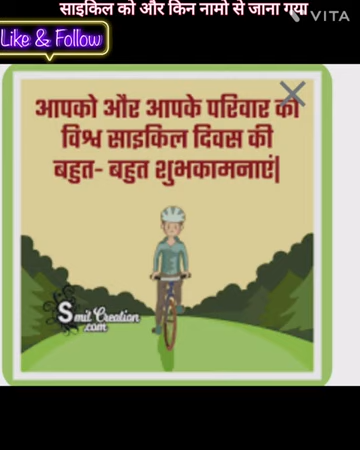 साइकिल को और किन नामो से जाना गया
VITA
Like & Follow
आपको और आपके परिवार को
विश्व साइकिल दिवस की
बहुत- बहुत शुभकामनाएं|
Smit Creation
.com